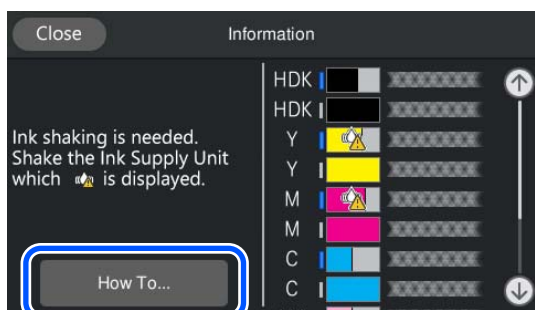 Close
Information
Ink shaking is needed.
Shake the Ink Supply Unit
which is displayed.
How To...
HDK
HDK
Y
Y
M
M
C
C